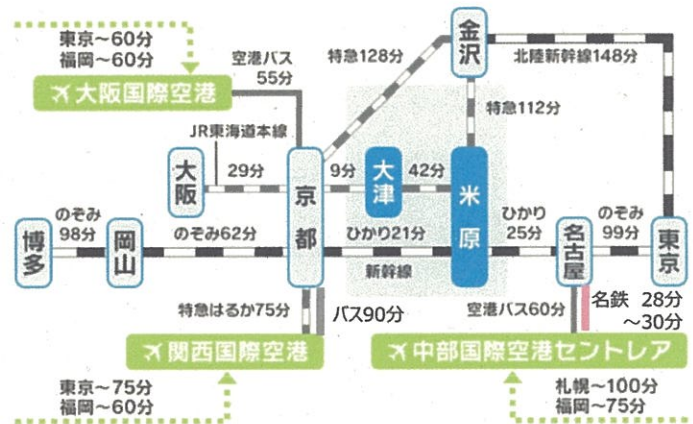 東京～60分
福岡～60分
大阪国際空港
空港バス
55分
特急128分
金沢
北陸新幹線148分
特急112分
JR東海道本線
大阪
29分
京都
9分
大津
42分
米原
博多
のぞみ
98分
岡山
のぞみ62分
ひかり21分
新幹線
ひかり
25分
名古屋
のぞみ
99分
東京
特急はるか75分
バス90分
空港バス60分
名鉄 28分
～30分
関西国際空港
中部国際空港セントレア
東京～75分
福岡～60分
札幌～100分
福岡～75分